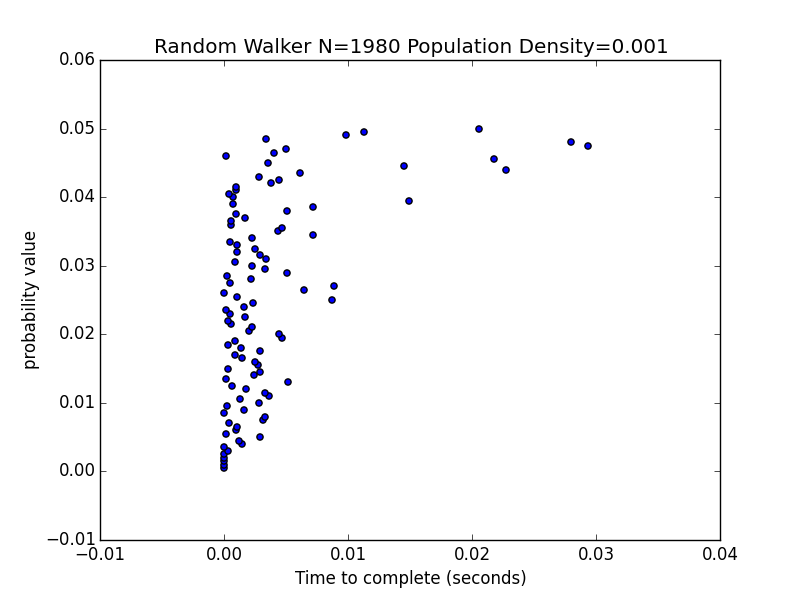 Random Walker N=1980 Population Density=0.001
0.06
0.05
0.04
0.03
0.02
0.01
0.00
−0.01
probability value
−0.01 0.00 0.01 0.02 0.03 0.04
Time to complete (seconds)